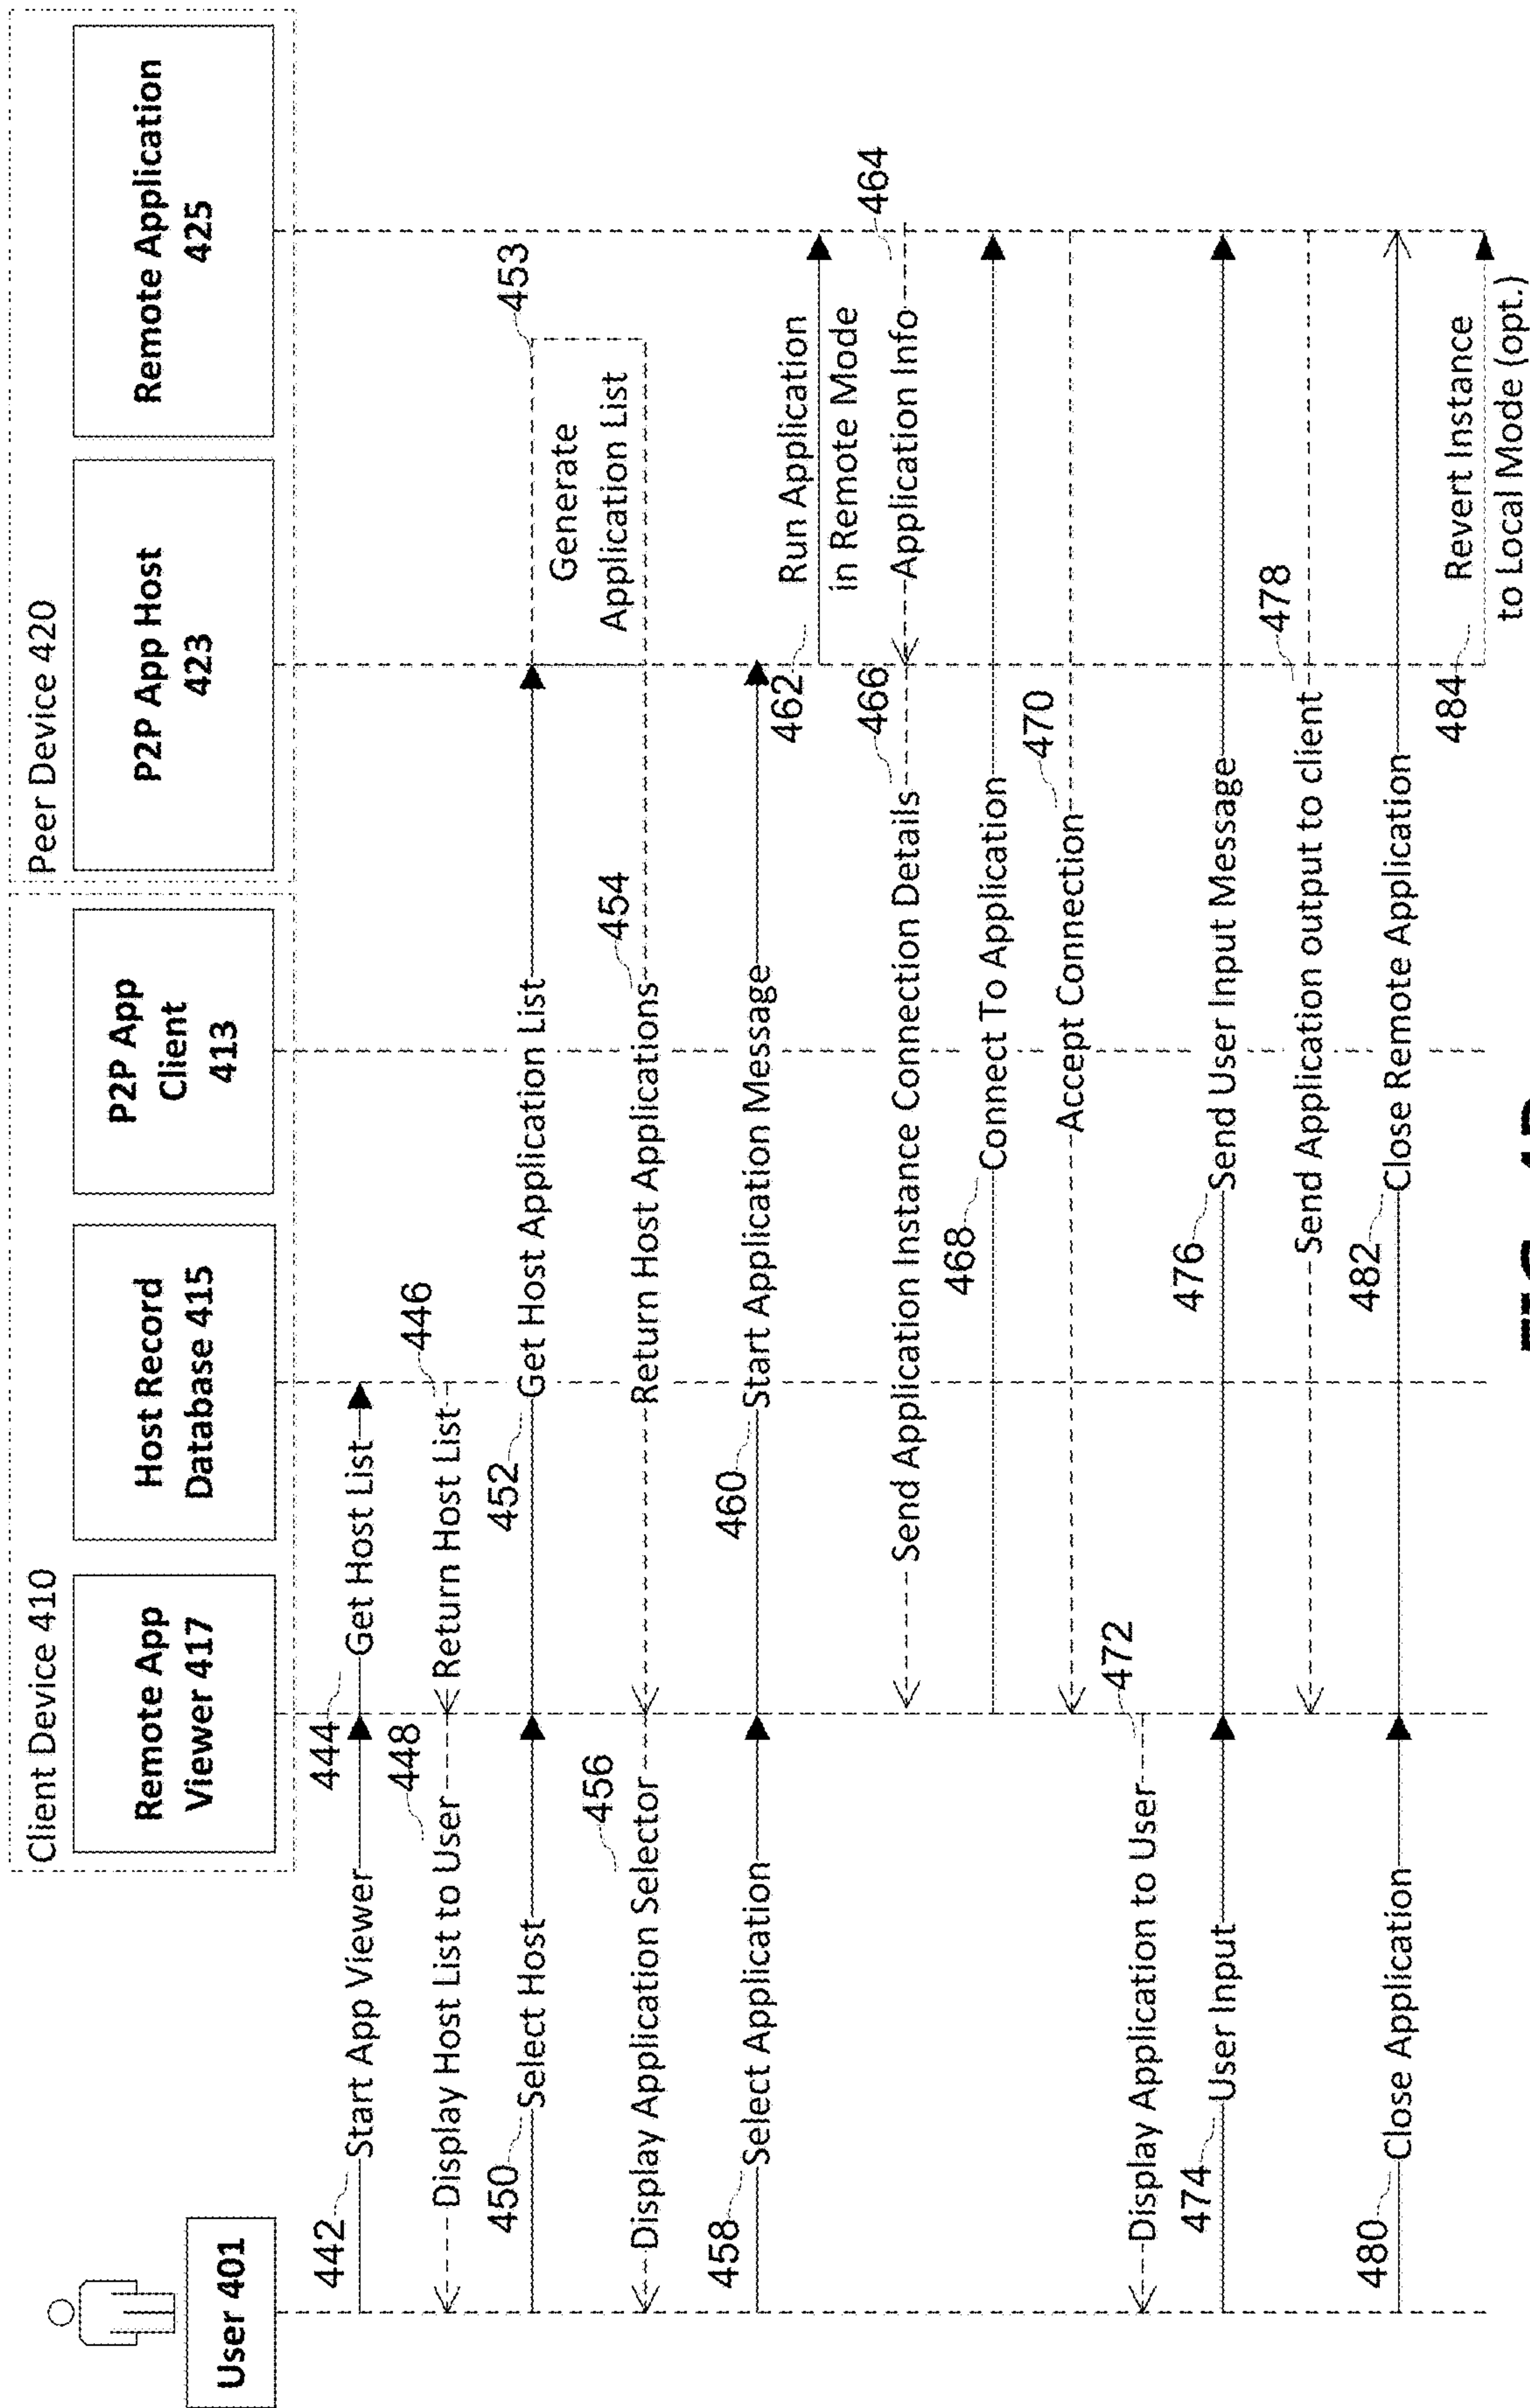 Client Device 410
Peer Device 420
User 401
Remote App
Viewer 417
Host Record
Database 415
P2P App
Client
413
P2P App Host
423
Remote Application
425
442
Start App Viewer
444
Get Host List
446
Return Host List
448
Display Host List to User
450
Select Host
452
Get Host Application List
453
Generate
Application List
454
Return Host Applications
456
Display Application Selector
458
Select Application
460
Start Application Message
462
Run Application
in Remote Mode
464
Application Info
466
Send Application Instance Connection Details
468
Connect To Application
470
Accept Connection
472
Display Application to User
474
User Input
476
Send User Input Message
478
Send Application output to client
480
Close Application
482
Close Remote Application
484
Revert Instance
to Local Mode (opt.)